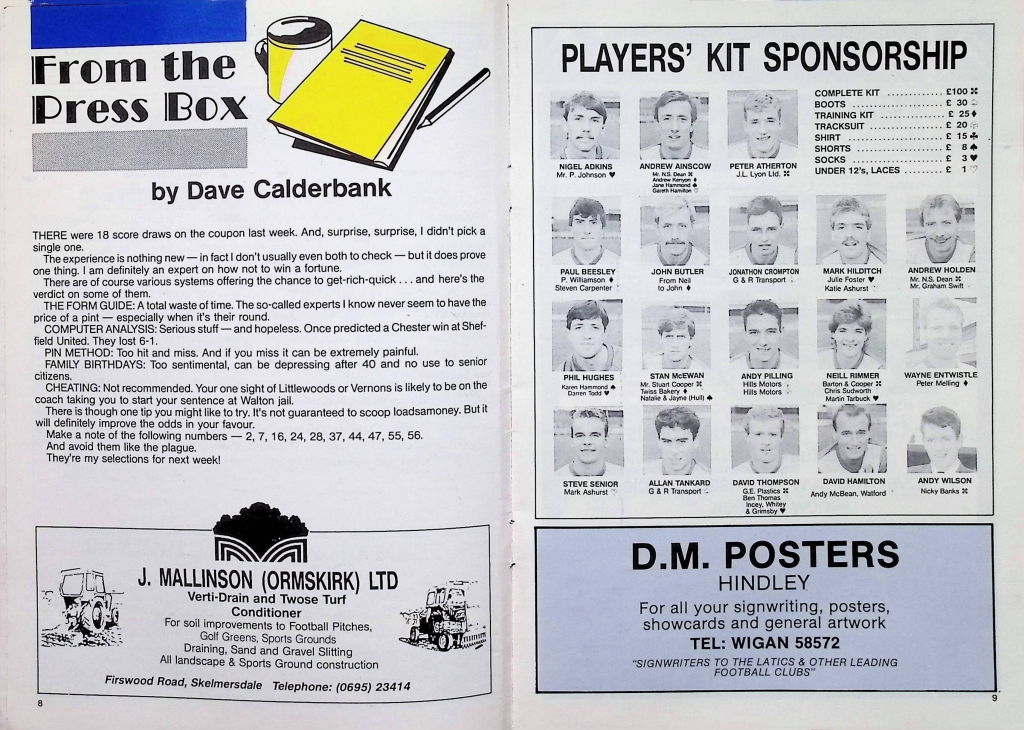 From the
Press Box
by Dave Calderbank
THERE were 18 score draws on the coupon last week. And, surprise, surprise, I didn't pick a
single one.
The experience is nothing new — in fact I don't usually even both to check — but it does prove
one thing. I am definitely an expert on how not to win a fortune.
There are of course various systems offering the chance to get-rich-quick . . . and here's the
verdict on some of them.
THE FORM GUIDE: A total waste of time. The so-called experts I know never seem to have the
price of a pint — especially when it's their round.
COMPUTER ANALYSIS: Serious stuff — and hopeless. Once predicted a Chester win at Shef-
field United. They lost 6-1.
PIN METHOD: Too hit and miss. And if you miss it can be extremely painful.
FAMILY BIRTHDAYS: Too sentimental, can be depressing after 40 and no use to senior
citizens.
CHEATING: Not recommended. Your one sight of Littlewoods or Vernons is likely to be on the
coach taking you to start your sentence at Walton jail.
There is though one tip you might like to try. It's not guaranteed to scoop loadsamoney. But it
will definitely improve the odds in your favour.
Make a note of the following numbers — 2, 7, 16, 24, 28, 37, 44, 47, 55, 56.
And avoid them like the plague.
They're my selections for next week!
J. MALLINSON (ORMSKIRK) LTD
Verti-Drain and Twose Turf
Conditioner
For soil improvements to Football Pitches,
Golf Greens, Sports Grounds
Draining, Sand and Gravel Slitting
All landscape & Sports Ground construction
Firswood Road, Skelmersdale Telephone: (0695) 23414
8
PLAYERS' KIT SPONSORSHIP
COMPLETE KIT ................ £100 ⌘
BOOTS ........................ £ 30
TRAINING KIT ................ £ 25 ♦
TRACKSUIT ................... £ 20
SHIRT ........................ £ 15 ♣
SHORTS ...................... £ 8 ♠
SOCKS ....................... £ 3 ♥
UNDER 12's, LACES ......... £ 1 ♡
NIGEL ADKINS
Mr. P. Johnson ♥
ANDREW AINSCOW
Mr. N.S. Dean ⌘
Andrew Kenyon ♦
Jane Hammond ♠
Gareth Hamilton ♡
PETER ATHERTON
J.L. Lyon Ltd. ⌘
PAUL BEESLEY
P. Williamson ♦
Steven Carpenter
JOHN BUTLER
From Neil
to John ♦
JONATHON CROMPTON
G & R Transport
MARK HILDITCH
Julie Foster ♥
Katie Ashurst
ANDREW HOLDEN
Mr. N.S. Dean ⌘
Mr. Graham Swift
PHIL HUGHES
Karen Hammond ♠
Darren Todd ♥
STAN McEWAN
Mr. Stuart Cooper ⌘
Twiss Bakery ♦
Natalie & Jayne (Hull) ♠
ANDY PILLING
Hills Motors
Hills Motors
NEILL RIMMER
Barton & Cooper ⌘
Chris Sudworth
Martin Tarbuck ♥
WAYNE ENTWISTLE
Peter Melling ♦
STEVE SENIOR
Mark Ashurst
ALLAN TANKARD
G & R Transport
DAVID THOMPSON
G.E. Plastics ⌘
Ben Thomas
Incey, Whitey
& Grimsby ♥
DAVID HAMILTON
Andy McBean, Watford
ANDY WILSON
Nicky Banks ⌘
D.M. POSTERS
HINDLEY
For all your signwriting, posters,
showcards and general artwork
TEL: WIGAN 58572
"SIGNWRITERS TO THE LATICS & OTHER LEADING
FOOTBALL CLUBS"
9